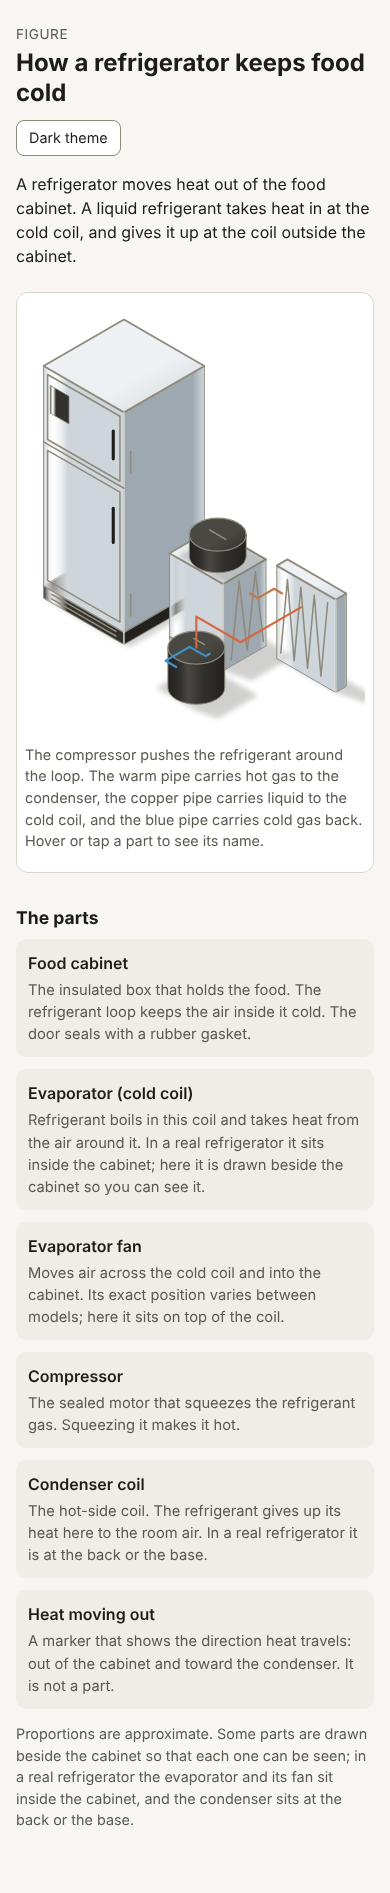 FIGURE
How a refrigerator keeps food
cold
Dark theme
A refrigerator moves heat out of the food
cabinet. A liquid refrigerant takes heat in at the
cold coil, and gives it up at the coil outside the
cabinet.
The compressor pushes the refrigerant around
the loop. The warm pipe carries hot gas to the
condenser, the copper pipe carries liquid to the
cold coil, and the blue pipe carries cold gas back.
Hover or tap a part to see its name.
The parts
Food cabinet
The insulated box that holds the food. The
refrigerant loop keeps the air inside it cold. The
door seals with a rubber gasket.
Evaporator (cold coil)
Refrigerant boils in this coil and takes heat from
the air around it. In a real refrigerator it sits
inside the cabinet; here it is drawn beside the
cabinet so you can see it.
Evaporator fan
Moves air across the cold coil and into the
cabinet. Its exact position varies between
models; here it sits on top of the coil.
Compressor
The sealed motor that squeezes the refrigerant
gas. Squeezing it makes it hot.
Condenser coil
The hot-side coil. The refrigerant gives up its
heat here to the room air. In a real refrigerator it
is at the back or the base.
Heat moving out
A marker that shows the direction heat travels:
out of the cabinet and toward the condenser. It
is not a part.
Proportions are approximate. Some parts are drawn
beside the cabinet so that each one can be seen; in
a real refrigerator the evaporator and its fan sit
inside the cabinet, and the condenser sits at the
back or the base.